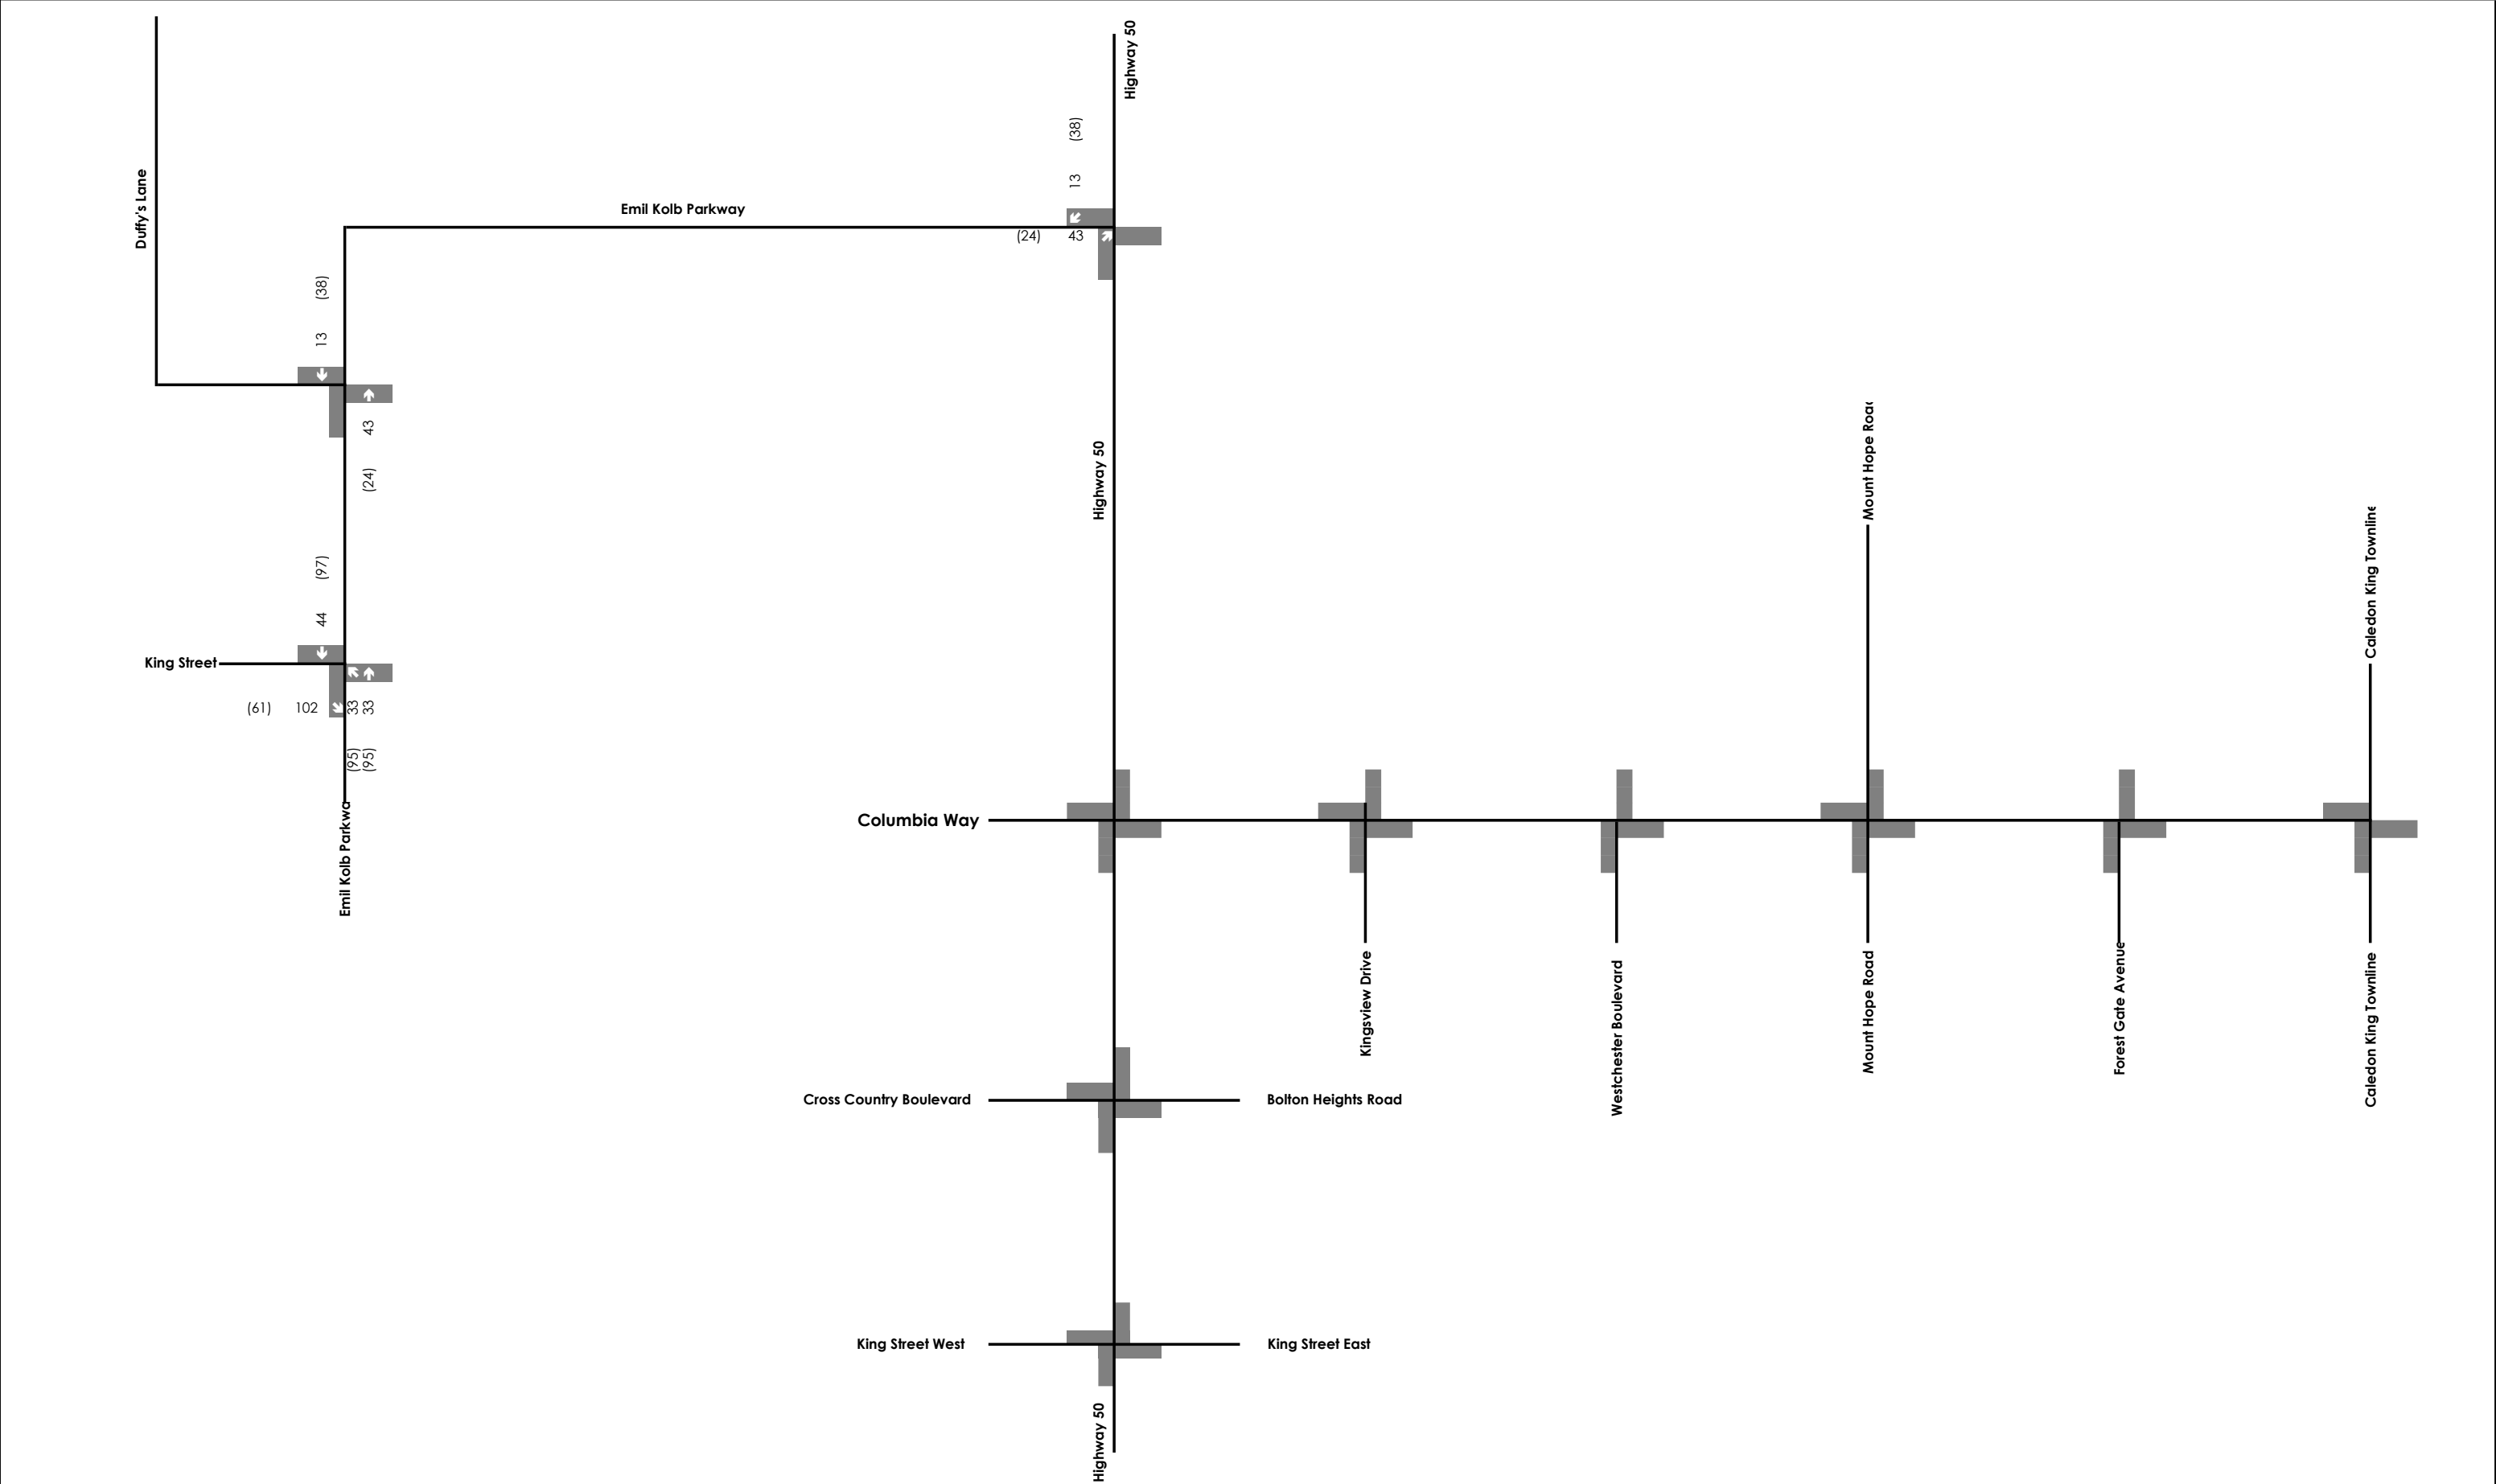 Highway 50
(38)
13
Duffy's Lane
Emil Kolb Parkway
(24) 43
(38)
13
43
(24)
Highway 50
Mount Hope Road
Caledon King Townline
(97)
44
King Street
(61) 102
33
33
(95)
(95)
Emil Kolb Parkwa
Columbia Way
Kingsview Drive
Westchester Boulevard
Mount Hope Road
Forest Gate Avenue
Caledon King Townline
Cross Country Boulevard
Bolton Heights Road
King Street West
King Street East
Highway 50